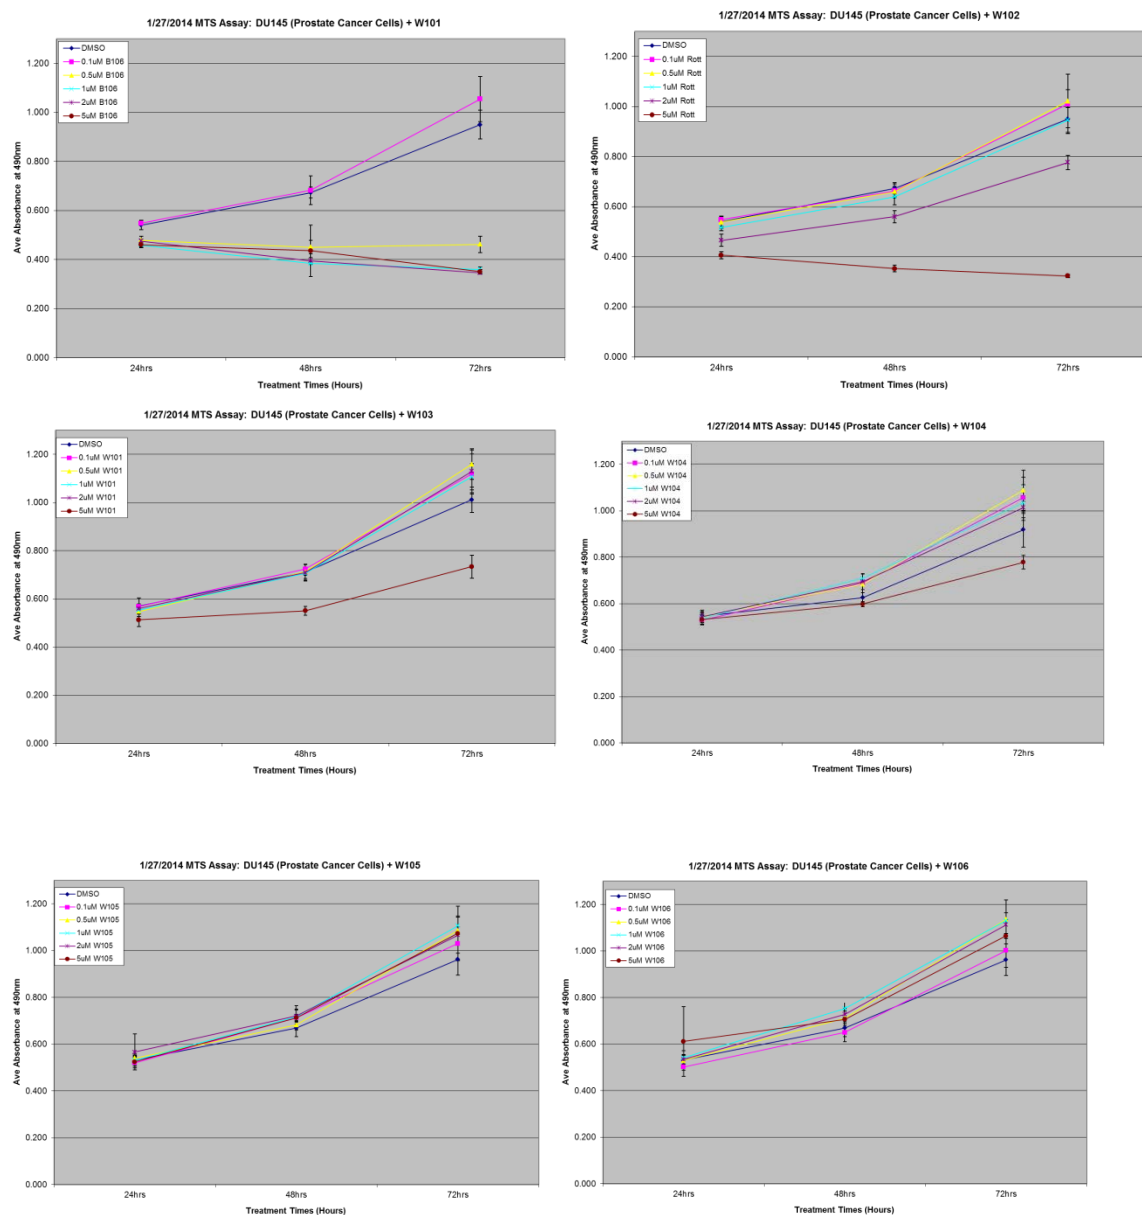 1/27/2014 MTS Assay: DU145 (Prostate Cancer Cells) + W101
DMSO
0.1uM B106
0.5uM B106
1uM B106
2uM B106
5uM B106
1.200
1.000
0.800
0.600
0.400
0.200
0.000
Ave Absorbance at 490nm
24hrs
48hrs
72hrs
Treatment Times (Hours)
1/27/2014 MTS Assay: DU145 (Prostate Cancer Cells) + W102
DMSO
0.1uM Rott
0.5uM Rott
1uM Rott
2uM Rott
5uM Rott
1.200
1.000
0.800
0.600
0.400
0.200
0.000
Ave Absorbance at 490nm
24hrs
48hrs
72hrs
Treatment Times (Hours)
1/27/2014 MTS Assay: DU145 (Prostate Cancer Cells) + W103
DMSO
0.1uM W101
0.5uM W101
1uM W101
2uM W101
5uM W101
1.200
1.000
0.800
0.600
0.400
0.200
0.000
Ave Absorbance at 490nm
24hrs
48hrs
72hrs
Treatment Times (Hours)
1/27/2014 MTS Assay: DU145 (Prostate Cancer Cells) + W104
DMSO
0.1uM W104
0.5uM W104
1uM W104
2uM W104
5uM W104
1.200
1.000
0.800
0.600
0.400
0.200
0.000
Ave Absorbance at 490nm
24hrs
48hrs
72hrs
Treatment Times (Hours)
1/27/2014 MTS Assay: DU145 (Prostate Cancer Cells) + W105
DMSO
0.1uM W105
0.5uM W105
1uM W105
2uM W105
5uM W105
1.200
1.000
0.800
0.600
0.400
0.200
0.000
Ave Absorbance at 490nm
24hrs
48hrs
72hrs
Treatment Times (Hours)
1/27/2014 MTS Assay: DU145 (Prostate Cancer Cells) + W106
DMSO
0.1uM W106
0.5uM W106
1uM W106
2uM W106
5uM W106
1.200
1.000
0.800
0.600
0.400
0.200
0.000
Ave Absorbance at 490nm
24hrs
48hrs
72hrs
Treatment Times (Hours)